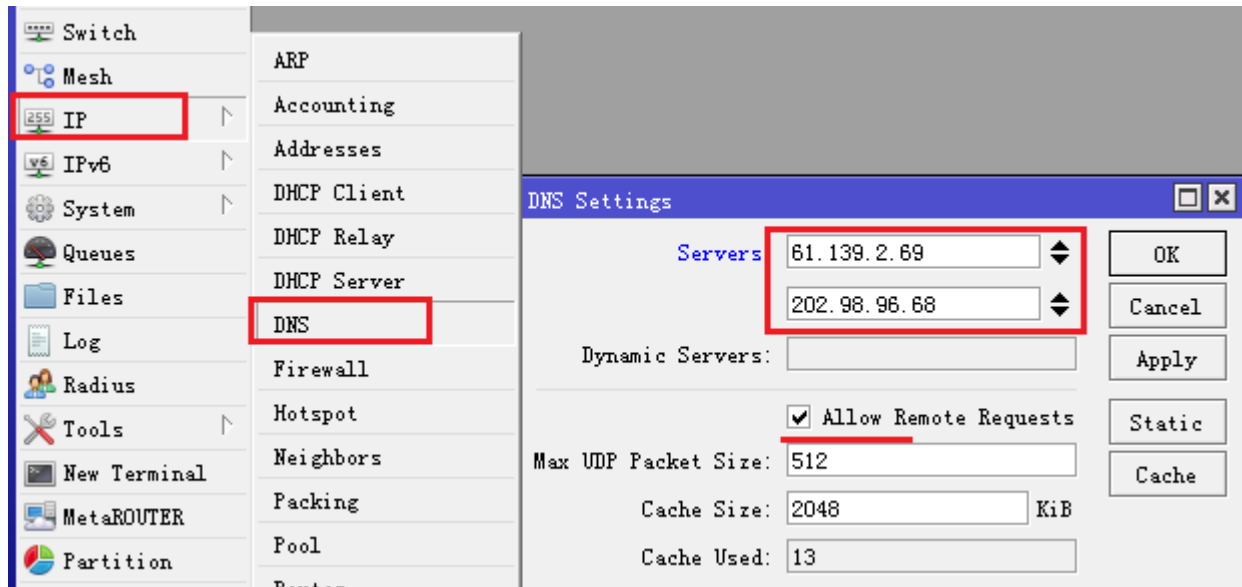 Switch
Mesh
255 IP
v6 IPv6
System
Queues
Files
Log
Radius
Tools
New Terminal
MetaROUTER
Partition
ARP
Accounting
Addresses
DHCP Client
DHCP Relay
DHCP Server
DNS
Firewall
Hotspot
Neighbors
Packing
Pool
DNS Settings
Servers 61.139.2.69
202.98.96.68
Dynamic Servers:
Allow Remote Requests
Max UDP Packet Size: 512
Cache Size: 2048 KiB
Cache Used: 13
OK
Cancel
Apply
Static
Cache